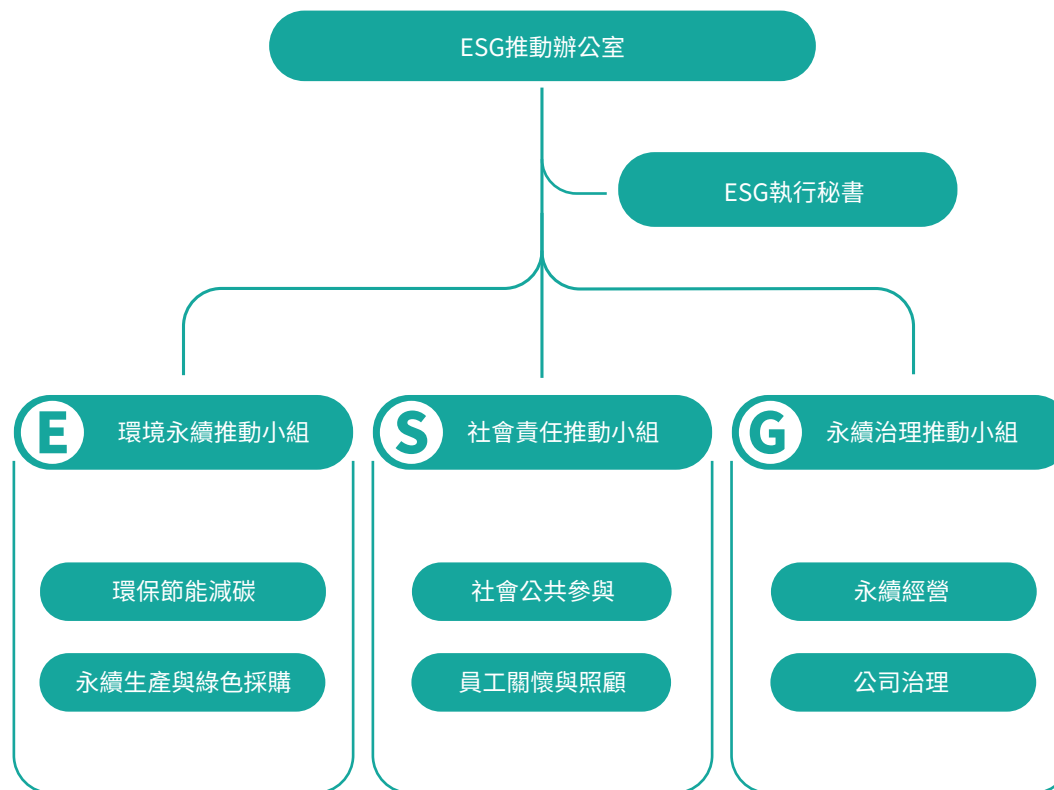 ESG推動辦公室
ESG執行秘書
E 環境永續推動小組
S 社會責任推動小組
G 永續治理推動小組
環保節能減碳
社會公共參與
永續經營
永續生產與綠色採購
員工關懷與照顧
公司治理